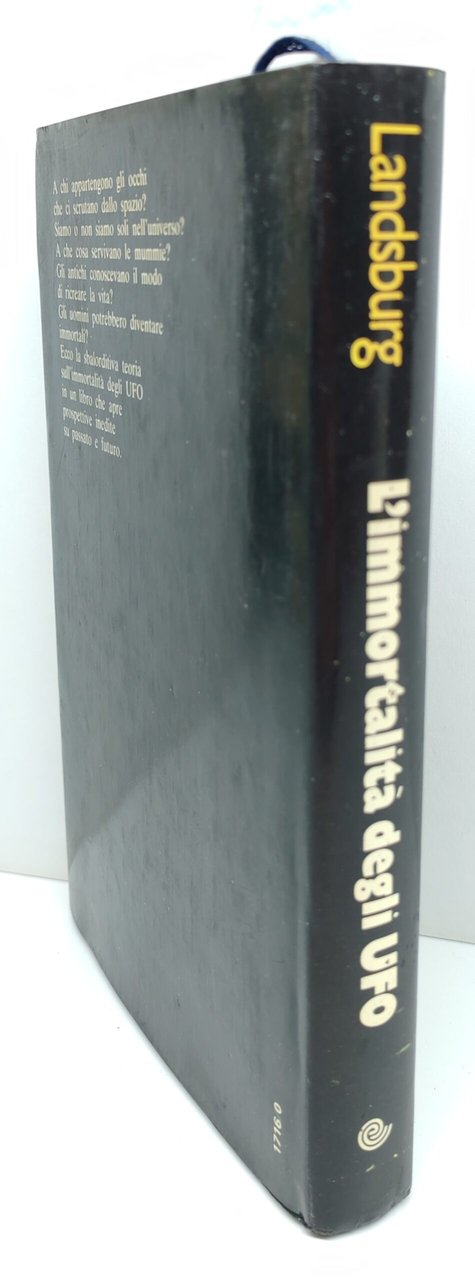 A chi appartengono gli occhi
che ci scrutano dallo spazio?
Siamo o non siamo soli nell'universo?
A che cosa servivano le mummie?
Gli antichi conoscevano il modo
di ricreare la vita?
Gli uomini potrebbero diventare
immortali?
Ecco la sbalorditiva teoria
sull'immortalità degli UFO
in un libro che apre
prospettive inedite
su passato e futuro.
1716 0
Landsburg
L'immortalità degli UFO